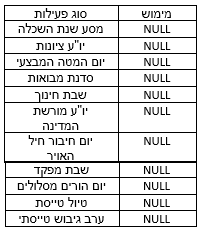 סוג פעילות מימוש
מסע שנת השכלה NULL
יו"ע ציונות NULL
יום המטה המבצעי NULL
סדנת מבואות NULL
שבת חינוך NULL
יו"ע מורשת NULL
המדינה
יום חיבור חיל NULL
האויר
שבת מפקד NULL
יום הורים מסלולים NULL
טיול טייסת NULL
ערב גיבוש טייסתי NULL